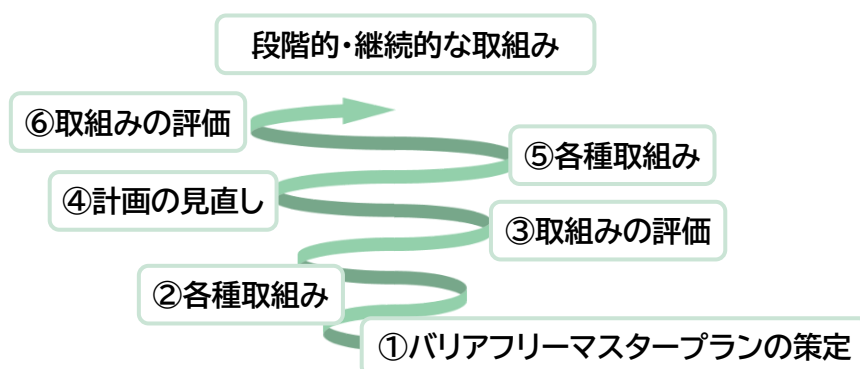 段階的・継続的な取組み
⑥取組みの評価
⑤各種取組み
④計画の見直し
③取組みの評価
②各種取組み
①バリアフリーマスタープランの策定